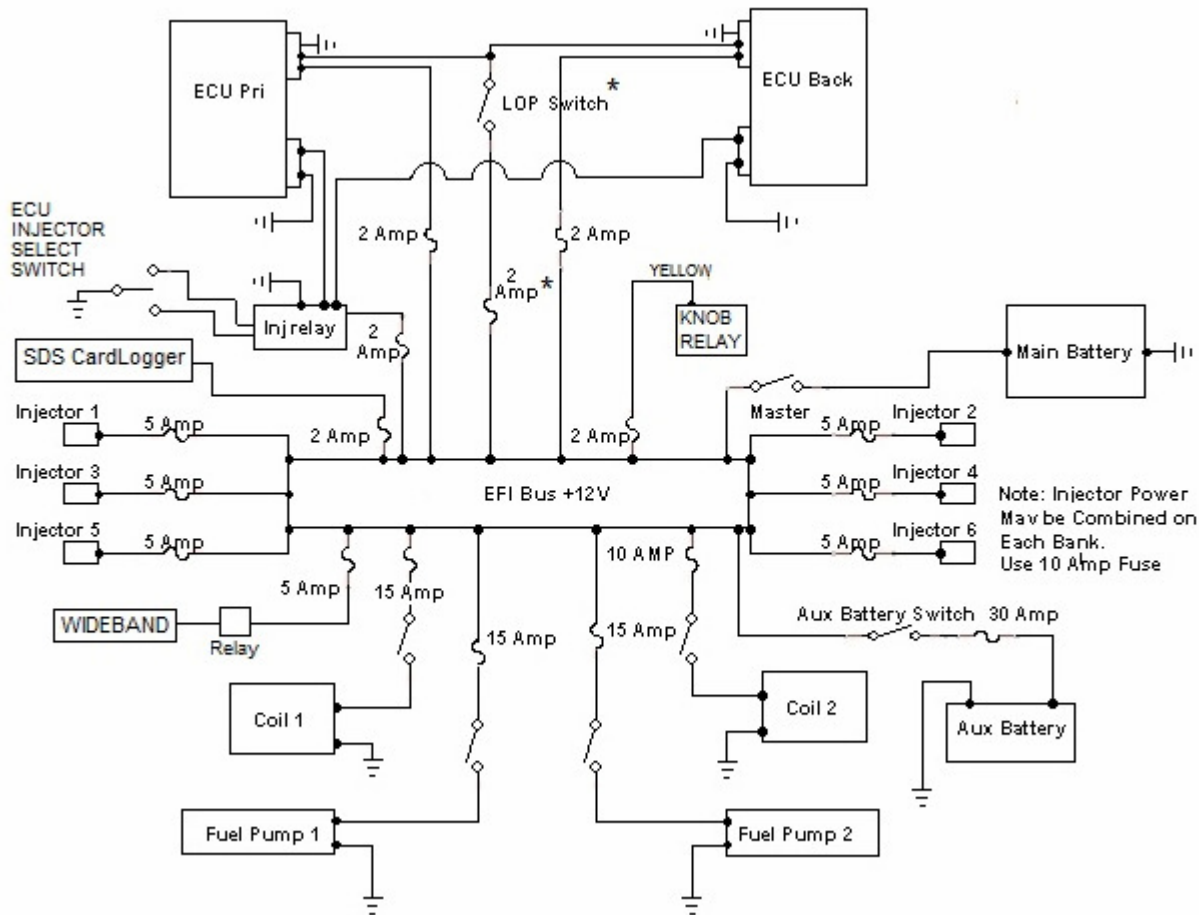 ECU Pri
ECU Back
LOP Switch*
ECU
INJECTOR
SELECT
SWITCH
2 Amp
2
Amp*
2 Amp
YELLOW
KNOB
RELAY
Inj relay
2
Amp
SDS CardLogger
Main Battery
Master
Injector 1
5 Amp
2 Amp
2 Amp
5 Amp
Injector 2
Injector 3
5 Amp
EFI Bus +12V
5 Amp
Injector 4
Note: Injector Power
May be Combined on
Each Bank.
Use 10 Amp Fuse
Injector 5
5 Amp
5 Amp
Injector 6
5 Amp
15 Amp
10 AMP
WIDEBAND
Relay
15 Amp
15 Amp
Aux Battery Switch 30 Amp
Coil 1
Coil 2
Aux Battery
Fuel Pump 1
Fuel Pump 2